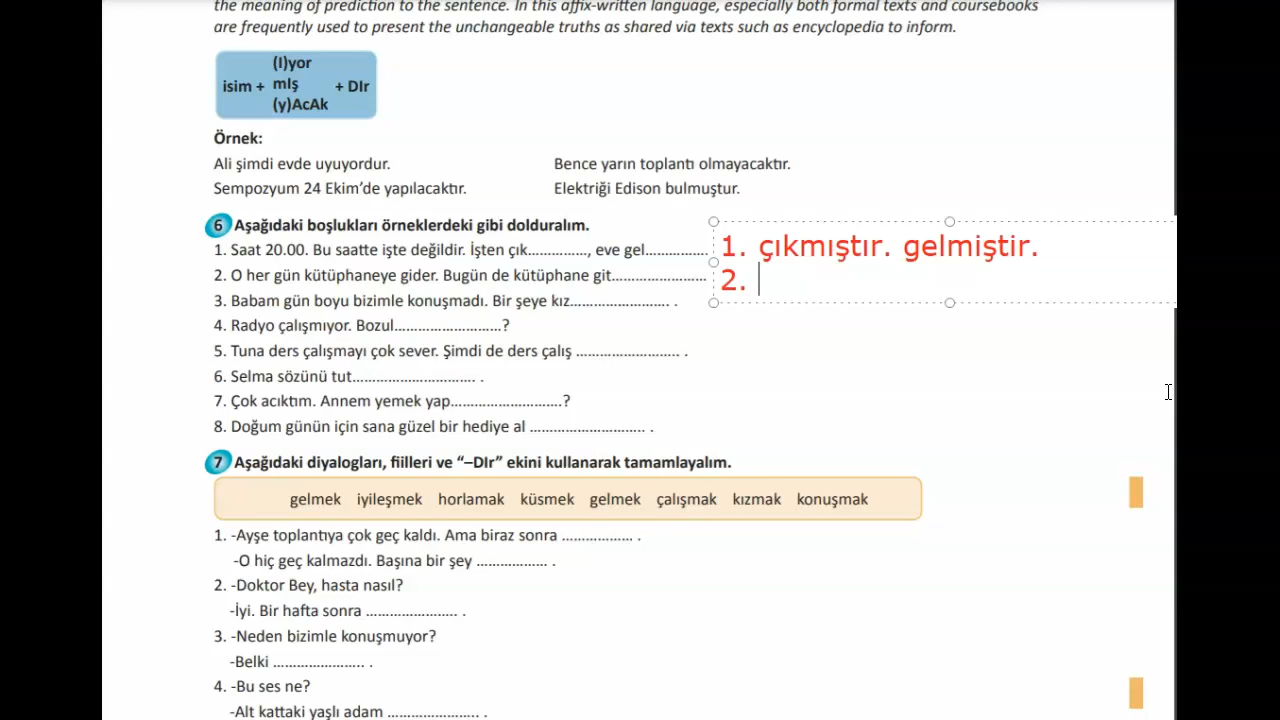 the meaning of prediction to the sentence. In this affix-written language, especially both formal texts and coursebooks
are frequently used to present the unchangeable truths as shared via texts such as encyclopedia to inform.
(I)yor
isim + mIş + DIr
(y)AcAk
Örnek:
Ali şimdi evde uyuyordur. Bence yarın toplantı olmayacaktır.
Sempozyum 24 Ekim'de yapılacaktır. Elektriği Edison bulmuştur.
6 Aşağıdaki boşlukları örneklerdeki gibi dolduralım.
1. Saat 20.00. Bu saatte işte değildir. İşten çık…………, eve gel………….. 1. çıkmıştır. gelmiştir.
2. O her gün kütüphaneye gider. Bugün de kütüphane git………………… 2.
3. Babam gün boyu bizimle konuşmadı. Bir şeye kız………………….. .
4. Radyo çalışmıyor. Bozul……………………?
5. Tuna ders çalışmayı çok sever. Şimdi de ders çalış ………………….. .
6. Selma sözünü tut……………………….. .
7. Çok acıktım. Annem yemek yap…………………….?
8. Doğum günün için sana güzel bir hediye al …………………….. .
7 Aşağıdaki diyalogları, fiilleri ve “–DIr” ekini kullanarak tamamlayalım.
gelmek iyileşmek horlamak küsmek gelmek çalışmak kızmak konuşmak
1. -Ayşe toplantıya çok geç kaldı. Ama biraz sonra ……………. .
-O hiç geç kalmazdı. Başına bir şey ……………. .
2. -Doktor Bey, hasta nasıl?
-İyi. Bir hafta sonra ……………….. .
3. -Neden bizimle konuşmuyor?
-Belki ……………….. .
4. -Bu ses ne?
-Alt kattaki yaşlı adam ……………….. .